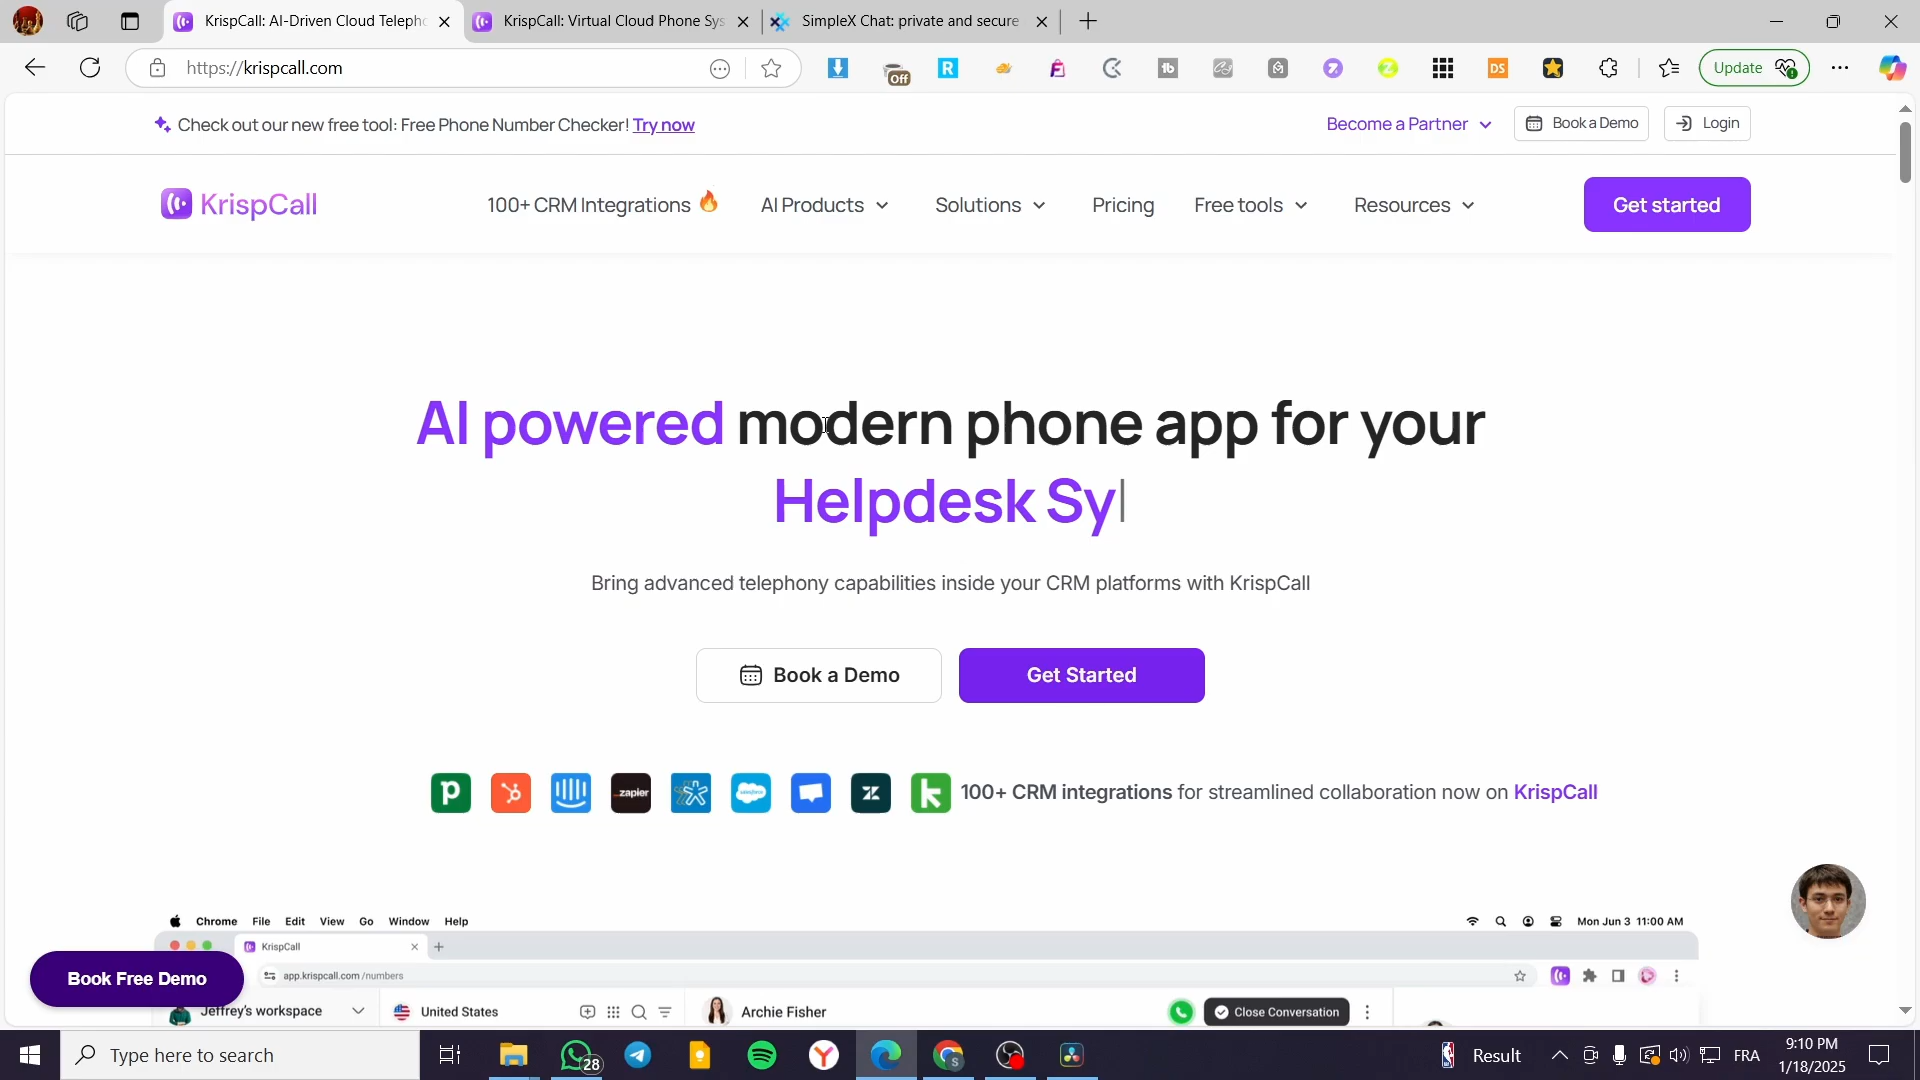 KrispCall: AI-Driven Cloud Teleph
KrispCall: Virtual Cloud Phone Sys
SimpleX Chat: private and secure
https://krispcall.com
Off
R
tb
DS
Update
Check out our new free tool: Free Phone Number Checker! Try now
Become a Partner
Book a Demo
Login
KrispCall
100+ CRM Integrations
AI Products
Solutions
Pricing
Free tools
Resources
Get started
AI powered modern phone app for your
Helpdesk Sy
Bring advanced telephony capabilities inside your CRM platforms with KrispCall
Book a Demo
Get Started
zapier
salesforce
100+ CRM integrations for streamlined collaboration now on KrispCall
Chrome File Edit View Go Window Help
Mon Jun 3 11:00 AM
KrispCall
app.krispcall.com/numbers
Book Free Demo
Jeffrey's workspace
United States
Archie Fisher
Close Conversation
Type here to search
28
Result
FRA
9:10 PM
1/18/2025